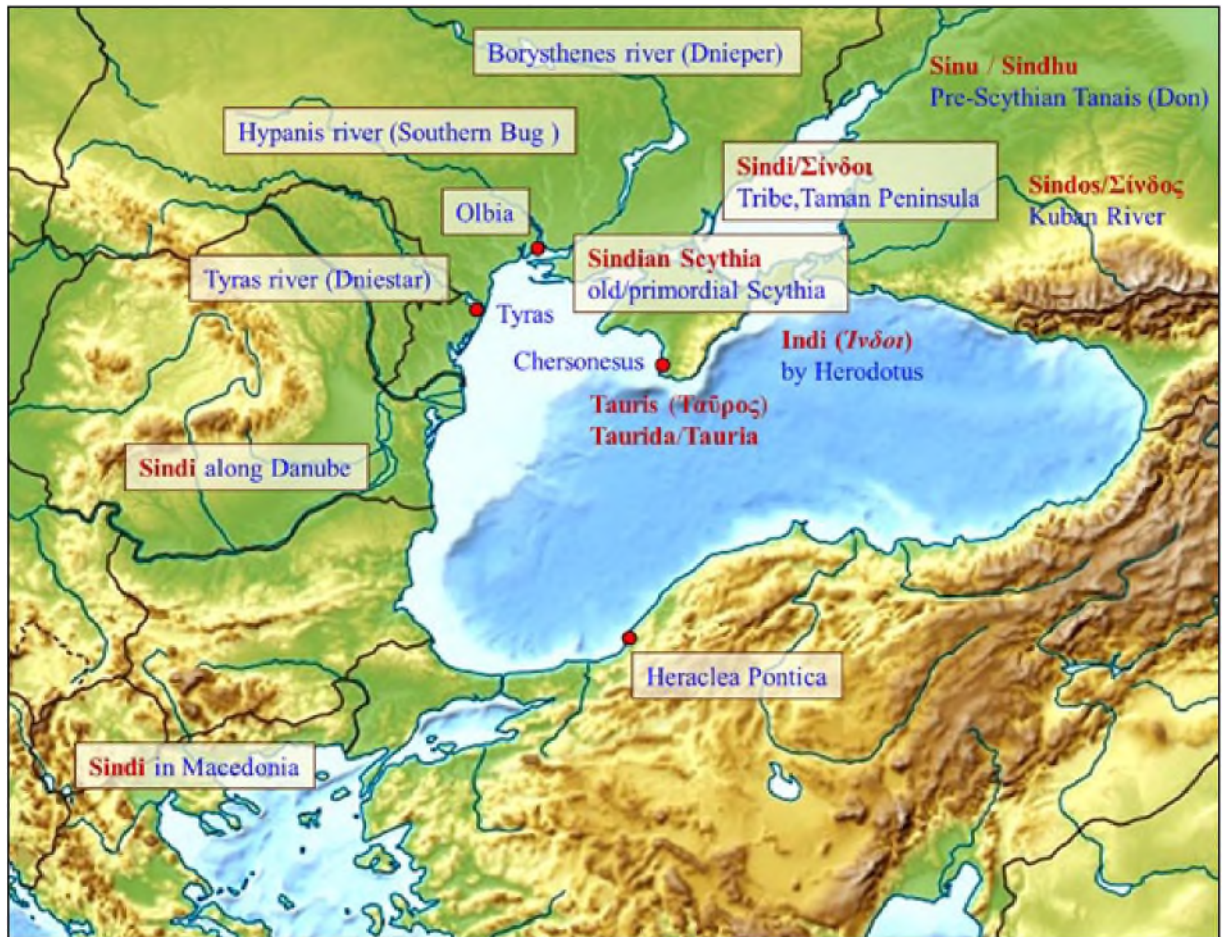 Borysthenes river (Dnieper)
Sinu / Sindhu
Pre-Scythian Tanais (Don)
Hypanis river (Southern Bug )
Sindi/Σίνδοι
Tribe,Taman Peninsula
Sindos/Σίνδος
Kuban River
Olbia
Sindian Scythia
old/primordial Scythia
Tyras river (Dniestar)
Tyras
Chersonesus
Indi (Ἰνδοι)
by Herodotus
Tauris (Ταῦρος)
Taurida/Tauria
Sindi along Danube
Heraclea Pontica
Sindi in Macedonia